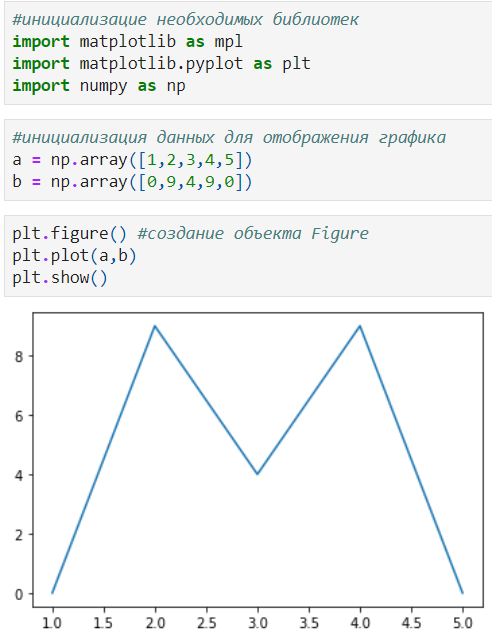 #инициализацие необходимых библиотек
import matplotlib as mpl
import matplotlib.pyplot as plt
import numpy as np
#инициализация данных для отображения графика
a = np.array([1,2,3,4,5])
b = np.array([0,9,4,9,0])
plt.figure() #создание объекта Figure
plt.plot(a,b)
plt.show()
8
6
4
2
0
1.0 1.5 2.0 2.5 3.0 3.5 4.0 4.5 5.0